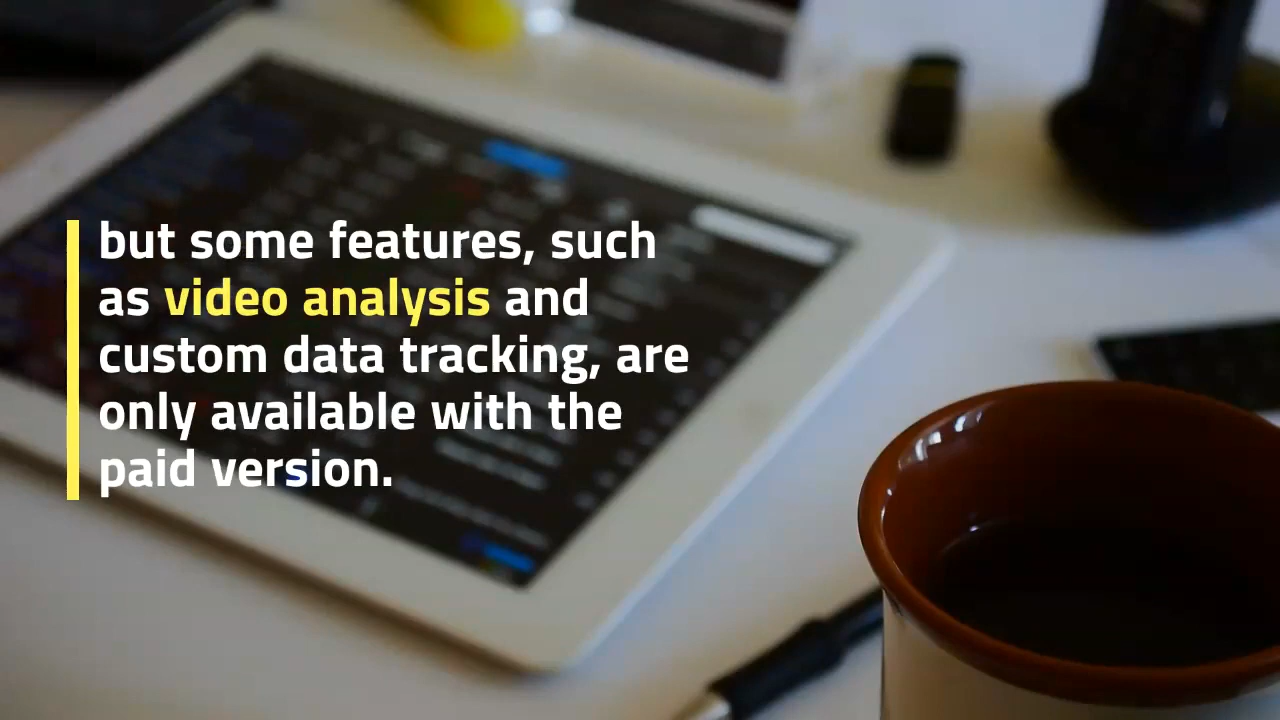 but some features, such
as video analysis and
custom data tracking, are
only available with the
paid version.